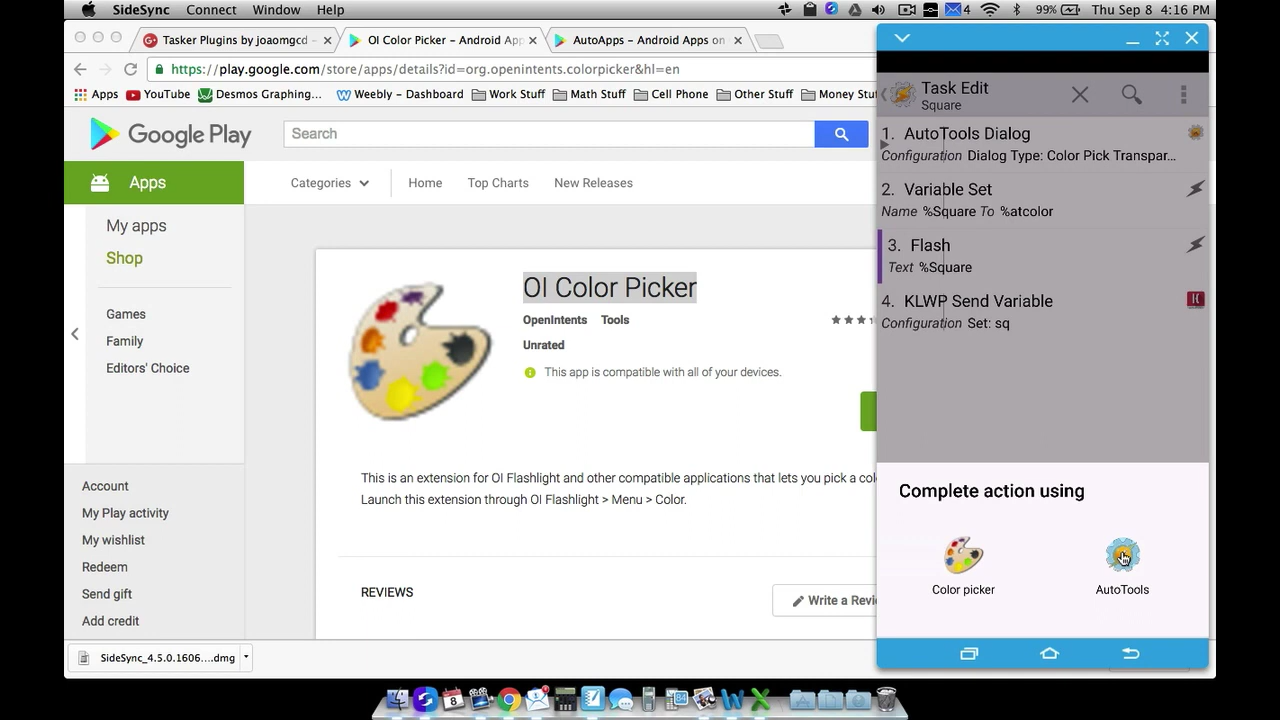 SideSync Connect Window Help
4 99% Thu Sep 8 4:16 PM
Tasker Plugins by joaomgcd -
OI Color Picker – Android App
AutoApps – Android Apps on
https://play.google.com/store/apps/details?id=org.openintents.colorpicker&hl=en
Apps YouTube Desmos Graphing... Weebly - Dashboard Work Stuff Math Stuff Cell Phone Other Stuff Money Stu
Google Play
Search
Apps
Categories Home Top Charts New Releases
My apps
Shop
Games
Family
Editors' Choice
Account
My Play activity
My wishlist
Redeem
Send gift
Add credit
OI Color Picker
OpenIntents Tools
Unrated
This app is compatible with all of your devices.
This is an extension for OI Flashlight and other compatible applications that lets you pick a colo
Launch this extension through OI Flashlight > Menu > Color.
REVIEWS
Write a Revi
SideSync_4.5.0.1606....dmg
Task Edit
Square
1. AutoTools Dialog
Configuration Dialog Type: Color Pick Transpar...
2. Variable Set
Name %Square To %atcolor
3. Flash
Text %Square
4. KLWP Send Variable
Configuration Set: sq
Complete action using
Color picker
AutoTools